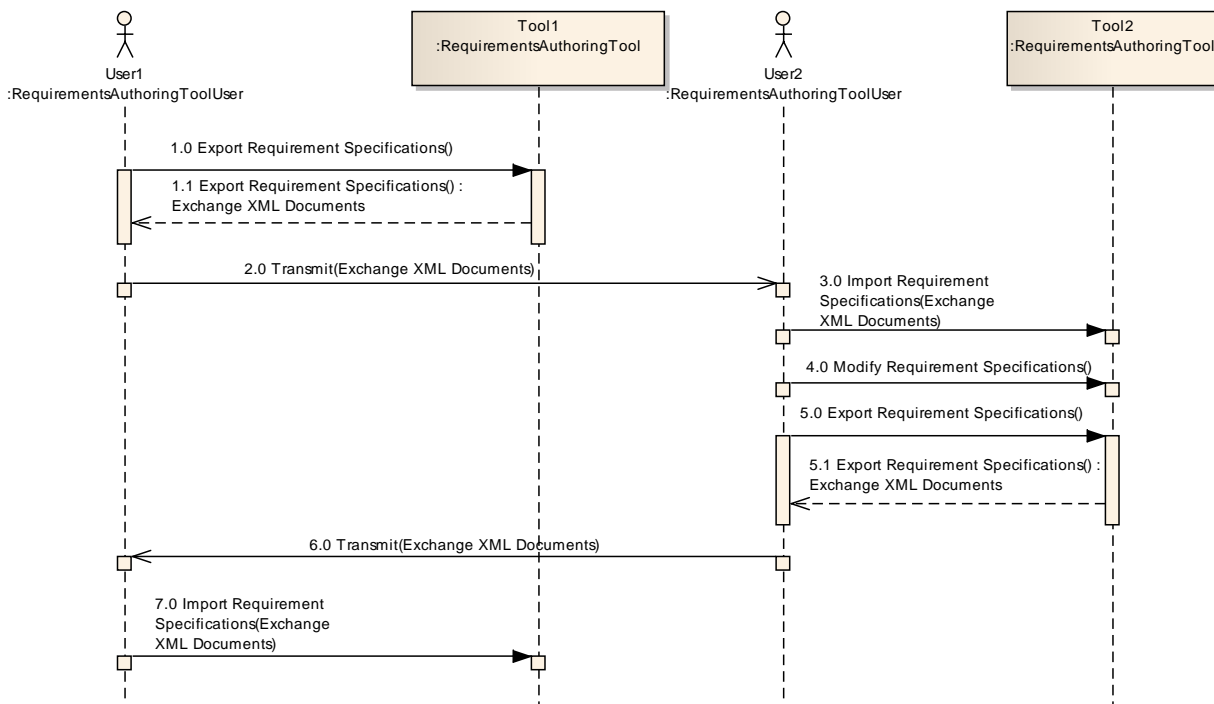 Tool1
:RequirementsAuthoringTool
Tool2
:RequirementsAuthoringTool
User1
:RequirementsAuthoringToolUser
User2
:RequirementsAuthoringToolUser
1.0 Export Requirement Specifications()
1.1 Export Requirement Specifications() :
Exchange XML Documents
2.0 Transmit(Exchange XML Documents)
3.0 Import Requirement
Specifications(Exchange
XML Documents)
4.0 Modify Requirement Specifications()
5.0 Export Requirement Specifications()
5.1 Export Requirement Specifications() :
Exchange XML Documents
6.0 Transmit(Exchange XML Documents)
7.0 Import Requirement
Specifications(Exchange
XML Documents)